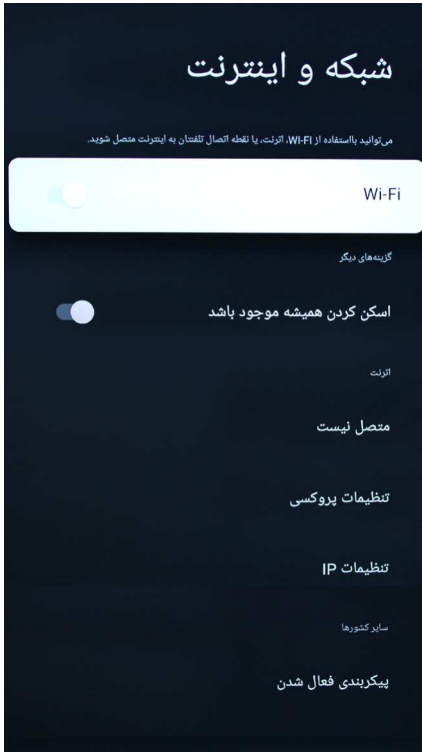 شبکه و اینترنت
می‌توانید بااستفاده از WI-FI، اترنت، یا نقطه اتصال تلفنتان به اینترنت متصل شوید.
Wi-Fi
گزینه‌های دیگر
اسکن کردن همیشه موجود باشد
اترنت
متصل نیست
تنظیمات پروکسی
تنظیمات IP
سایر کشورها
پیکربندی فعال شدن